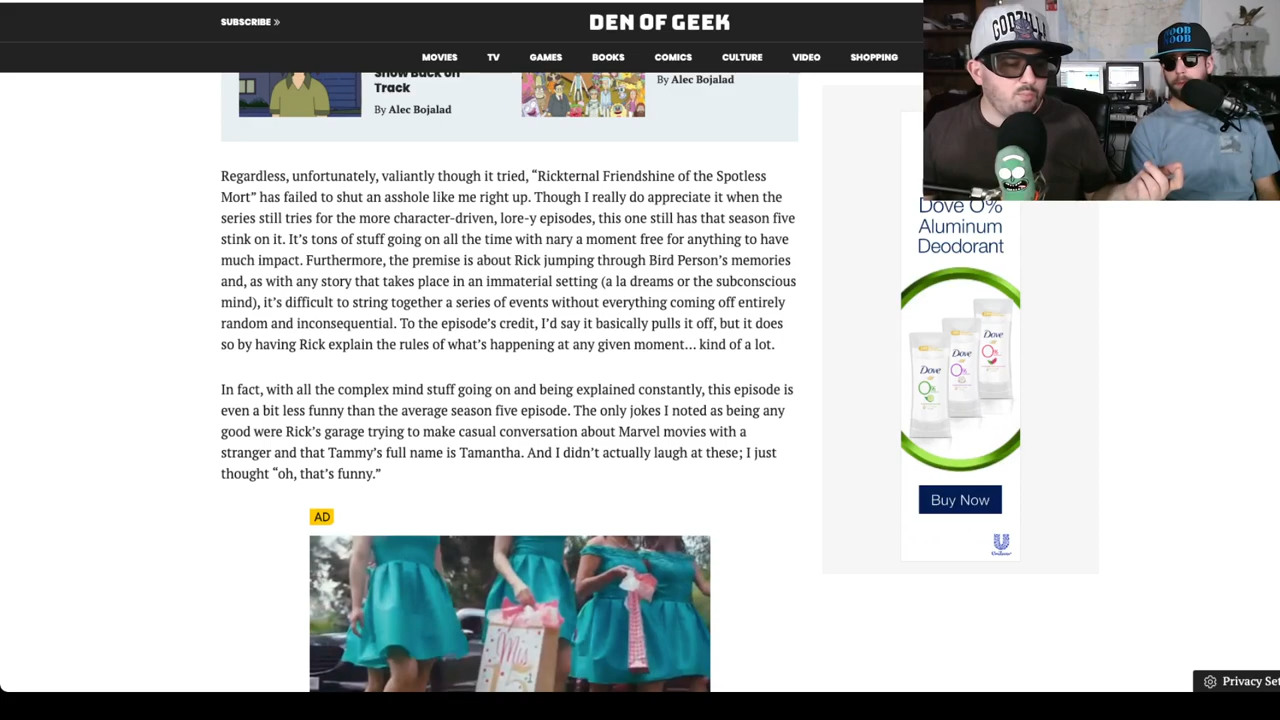 SUBSCRIBE »
DEN OF GEEK
MOVIES TV GAMES BOOKS COMICS CULTURE VIDEO SHOPPING
GODZILLA
NOOB
NOOB
Show Back on
Track
By Alec Bojalad
By Alec Bojalad
Regardless, unfortunately, valiantly though it tried, “Rickternal Friendshine of the Spotless
Mort” has failed to shut an asshole like me right up. Though I really do appreciate it when the
series still tries for the more character-driven, lore-y episodes, this one still has that season five
stink on it. It’s tons of stuff going on all the time with nary a moment free for anything to have
much impact. Furthermore, the premise is about Rick jumping through Bird Person’s memories
and, as with any story that takes place in an immaterial setting (a la dreams or the subconscious
mind), it’s difficult to string together a series of events without everything coming off entirely
random and inconsequential. To the episode’s credit, I’d say it basically pulls it off, but it does
so by having Rick explain the rules of what’s happening at any given moment… kind of a lot.
In fact, with all the complex mind stuff going on and being explained constantly, this episode is
even a bit less funny than the average season five episode. The only jokes I noted as being any
good were Rick’s garage trying to make casual conversation about Marvel movies with a
stranger and that Tammy’s full name is Tamantha. And I didn’t actually laugh at these; I just
thought “oh, that’s funny.”
AD
Mis
15
Dove 0%
Aluminum
Deodorant
Dove
0%
Dove
0%
Dove
0%
Buy Now
Unilever
Privacy Set